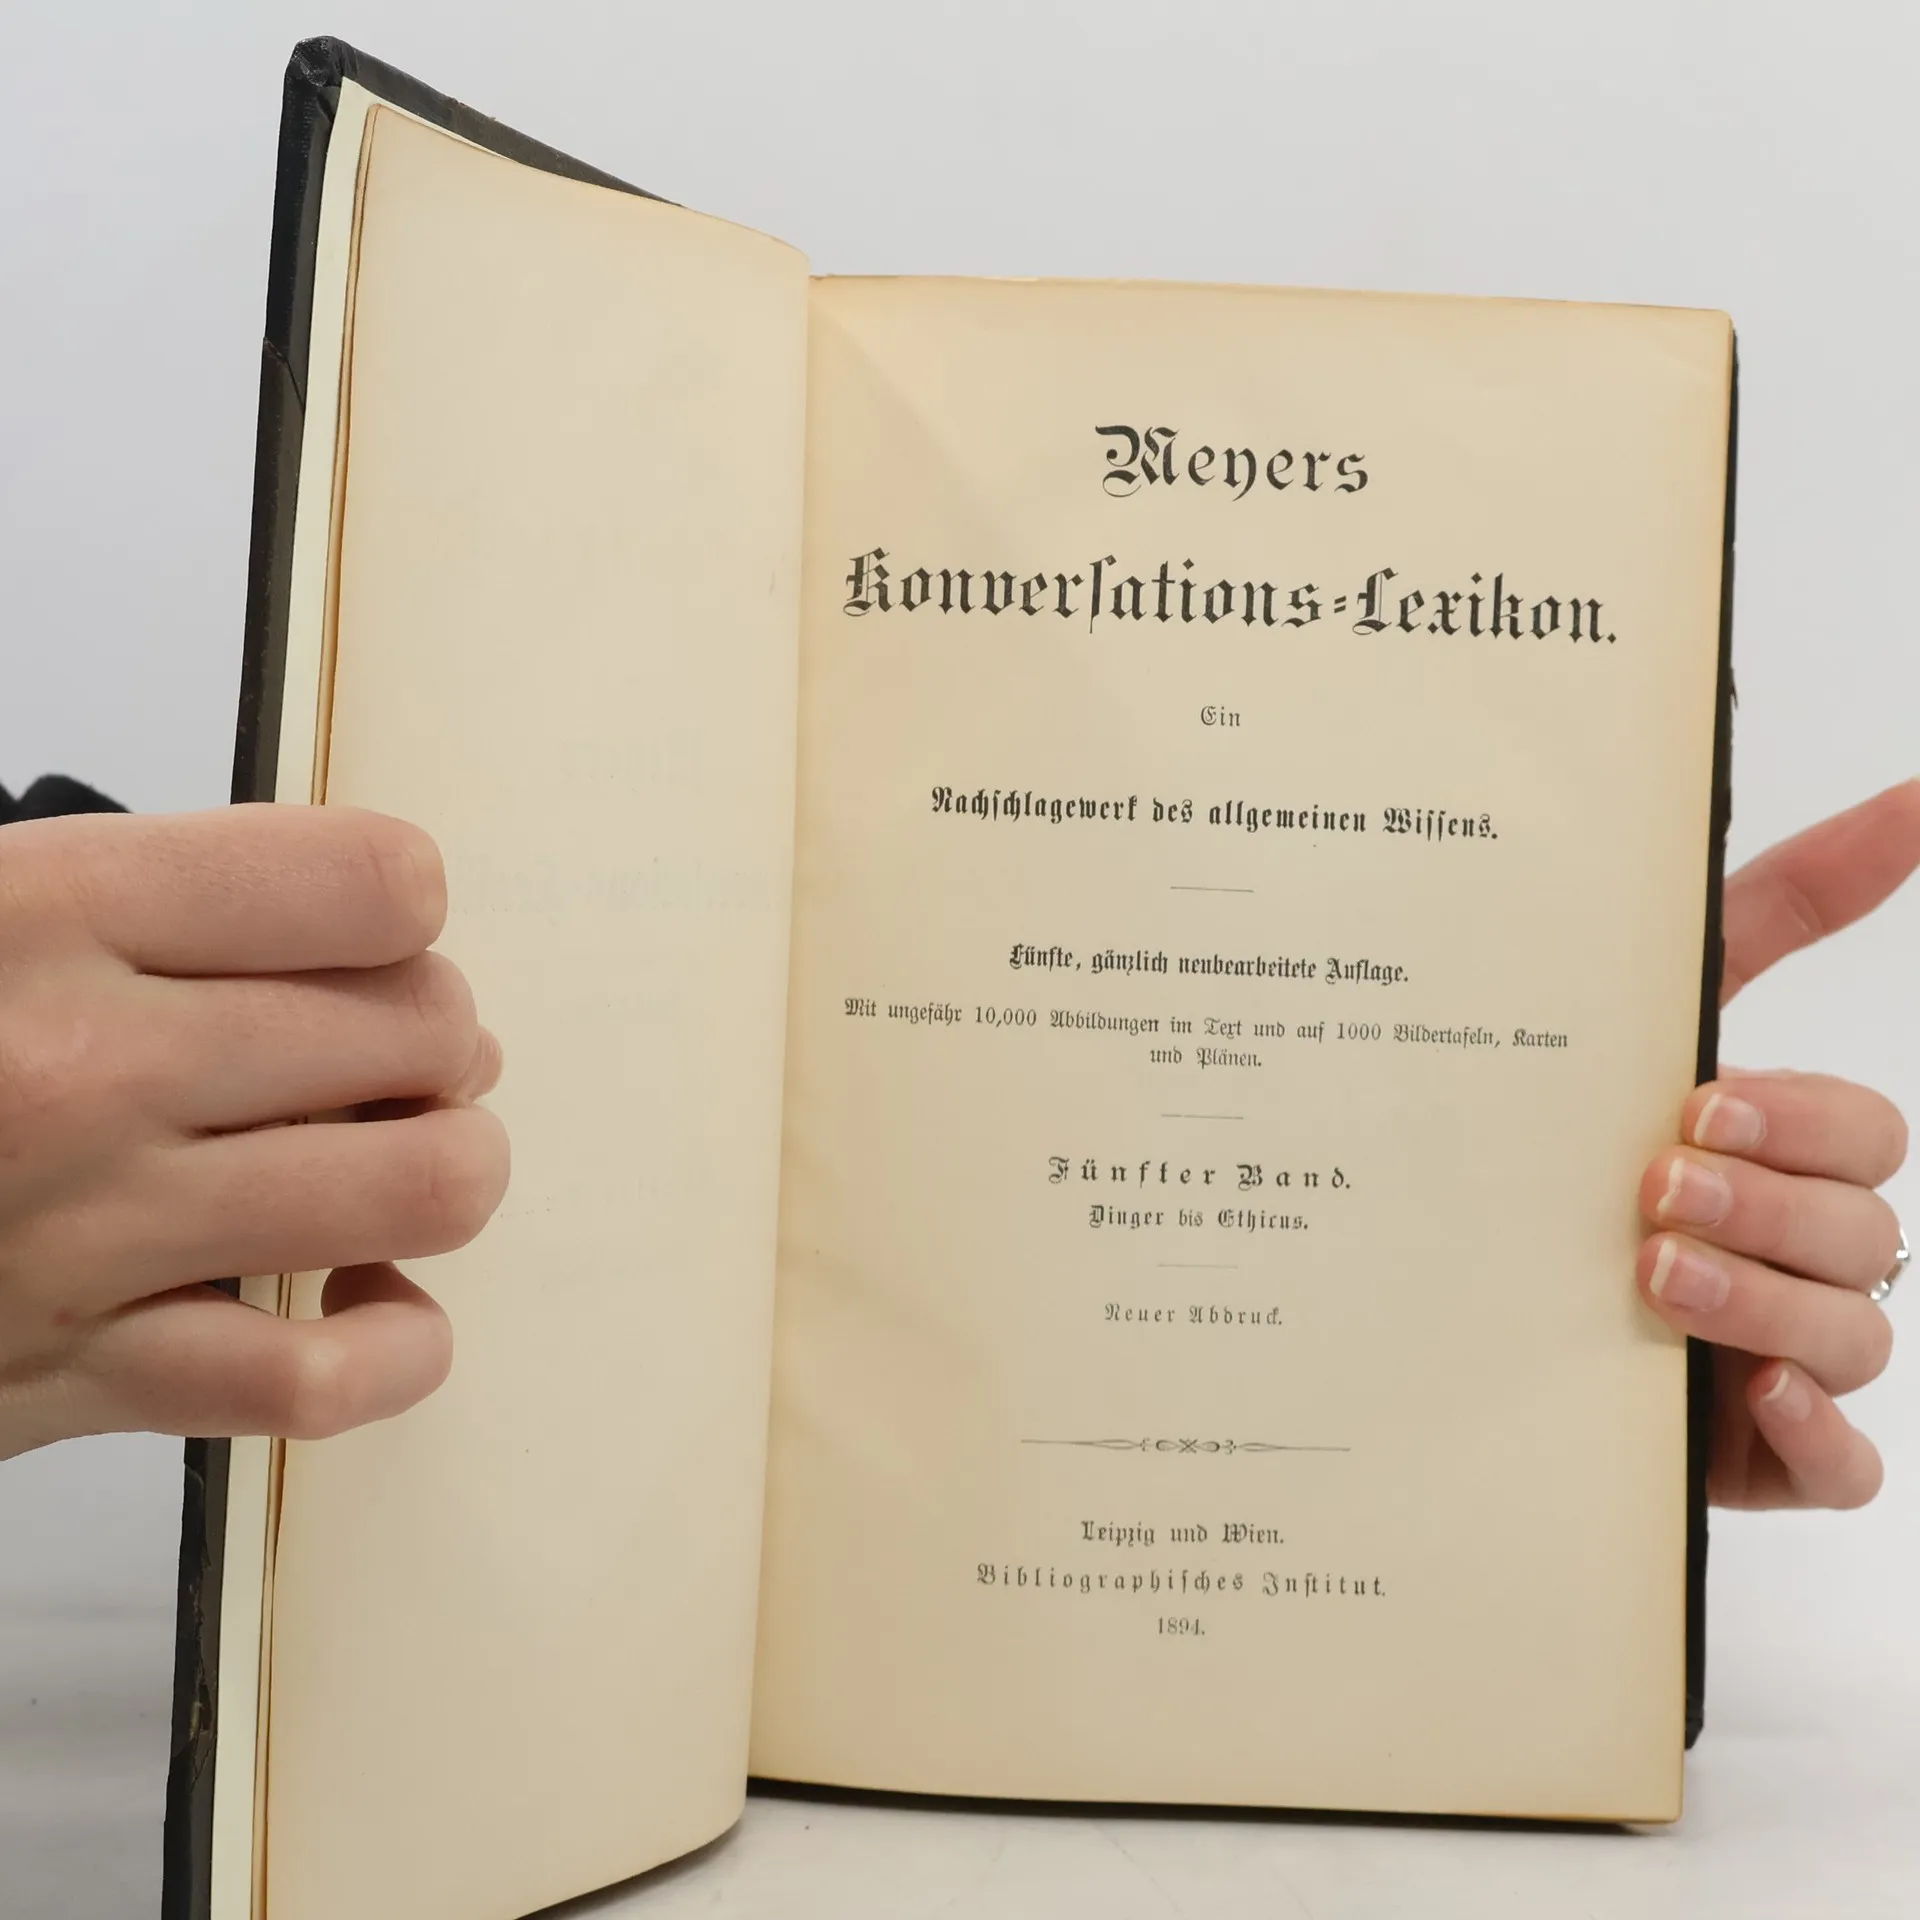 Meyers
Konverſations-Lexikon.
Ein
Nachſchlagewerk des allgemeinen Wiſſens.
Fünfte, gänzlich neubearbeitete Auflage.
Mit ungefähr 10,000 Abbildungen im Text und auf 1000 Bildertafeln, Karten
und Plänen.
Fünfter Band.
Dinger bis Ethicus.
Neuer Abdruck.
Leipzig und Wien.
Bibliographiſches Inſtitut.
1894.